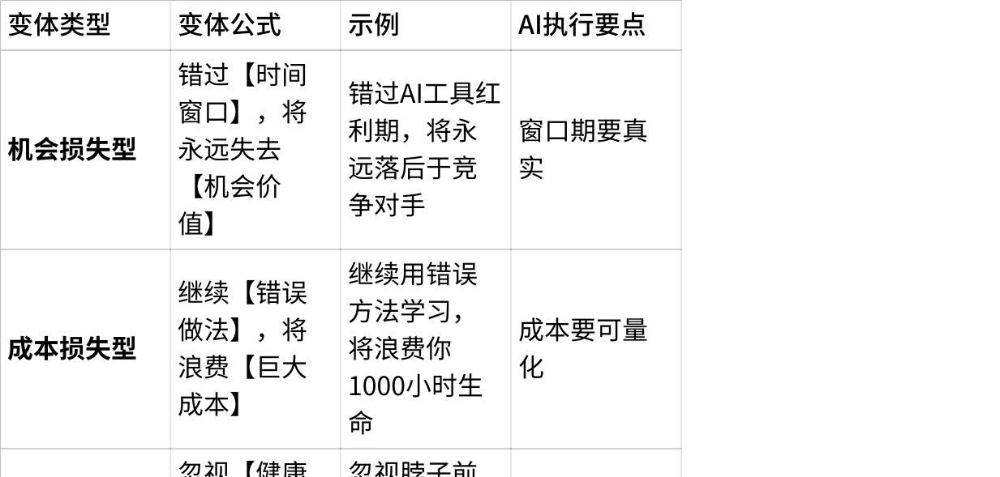 变体类型
变体公式
示例
AI执行要点
机会损失型
错过【时间
窗口】，将
永远失去
【机会价
值】
错过AI工具红
利期，将永
远落后于竞
争对手
窗口期要真
实
成本损失型
继续【错误
做法】，将
浪费【巨大
成本】
继续用错误
方法学习，
将浪费你
1000小时生
命
成本要可量
化
忽视【健康
忽视脖子前